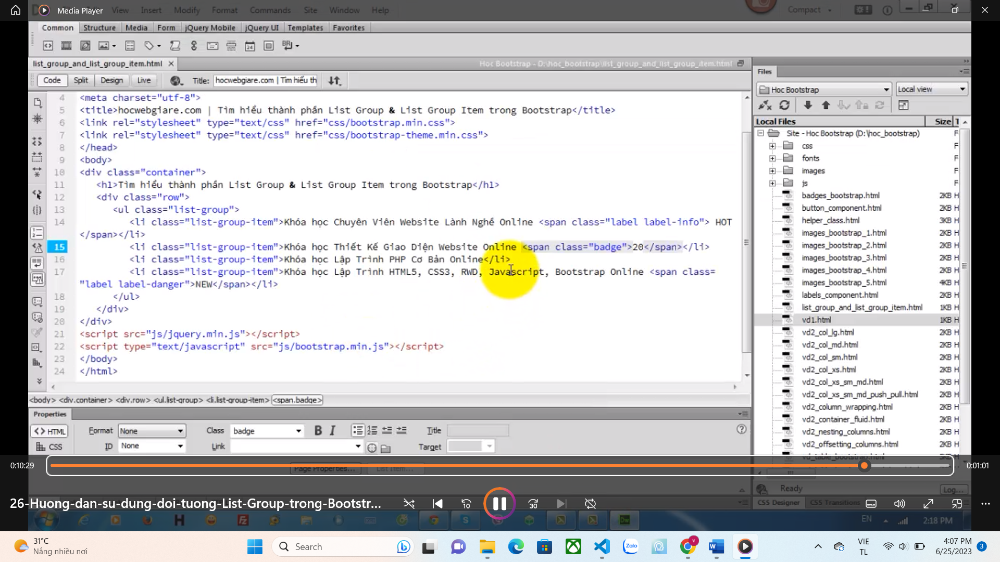 Media Player
View Insert Modify Format Commands Site Window Help
Compact
Common Structure Media Form jQuery Mobile jQuery UI Templates Favorites
list_group_and_list_group_item.html
Hoc Bootstrap - D:\hoc_bootstrap\list_group_and_list_group_item.html
Code Split Design Live Title: hocwebgiare.com | Tìm hiểu th
4 <meta charset="utf-8">
5 <title>hocwebgiare.com | Tìm hiểu thành phần List Group & List Group Item trong Bootstrap</title>
6 <link rel="stylesheet" type="text/css" href="css/bootstrap.min.css">
7 <link rel="stylesheet" type="text/css" href="css/bootstrap-theme.min.css">
8 </head>
9 <body>
10 <div class="container">
11 <h1>Tìm hiểu thành phần List Group & List Group Item trong Bootstrap</h1>
12 <div class="row">
13 <ul class="list-group">
14 <li class="list-group-item">Khóa học Chuyên Viên Website Lành Nghề Online <span class="label label-info"> HOT
</span></li>
15 <li class="list-group-item">Khóa học Thiết Kế Giao Diện Website Online <span class="badge">20</span></li>
16 <li class="list-group-item">Khóa học Lập Trình PHP Cơ Bản Online</li>
17 <li class="list-group-item">Khóa học Lập Trình HTML5, CSS3, RWD, Javascript, Bootstrap Online <span class=
"label label-danger">NEW</span></li>
18 </ul>
19 </div>
20 </div>
21 <script src="js/jquery.min.js"></script>
22 <script type="text/javascript" src="js/bootstrap.min.js"></script>
23 </body>
24 </html>
<body> <div.container> <div.row> <ul.list-group> <li.list-group-item> <span.badge>
Properties
<> HTML Format None Class badge B I Title
CSS ID None Link Target
Page Properties... List Item...
Files
Hoc Bootstrap Local view
Local Files Size T
Site - Hoc Bootstrap (D:\hoc_bootstrap) F
css F
fonts F
images F
js F
badges_bootstrap.html 2KB H
button_component.html 2KB H
helper_class.html 3KB H
images_bootstrap_1.html 2KB H
images_bootstrap_2.html 2KB H
images_bootstrap_3.html 2KB H
images_bootstrap_4.html 2KB H
images_bootstrap_5.html 4KB H
labels_component.html 2KB H
list_group_and_list_group_item.html 1KB H
vd1.html 1KB H
vd2_col_lg.html 2KB H
vd2_col_md.html 2KB H
vd2_col_sm.html 2KB H
vd2_col_xs.html 2KB H
vd2_col_xs_sm_md.html 2KB H
vd2_col_xs_sm_md_push_pull.html 2KB H
vd2_column_wrapping.html 2KB H
vd2_container_fluid.html 2KB H
vd2_nesting_columns.html 2KB H
vd2_offsetting_columns.html 2KB H
vd_table_bootstrap.html
Ready Log...
CSS Designer CSS Transitions
0:10:29 0:01:01
26-Huong-dan-su-dung-doi-tuong-List-Group-trong-Bootstr...
10 30
EN 2:18 PM
31°C
Nắng nhiều nơi
Search
Zalo
VIE
TL
4:07 PM
6/25/2023
3